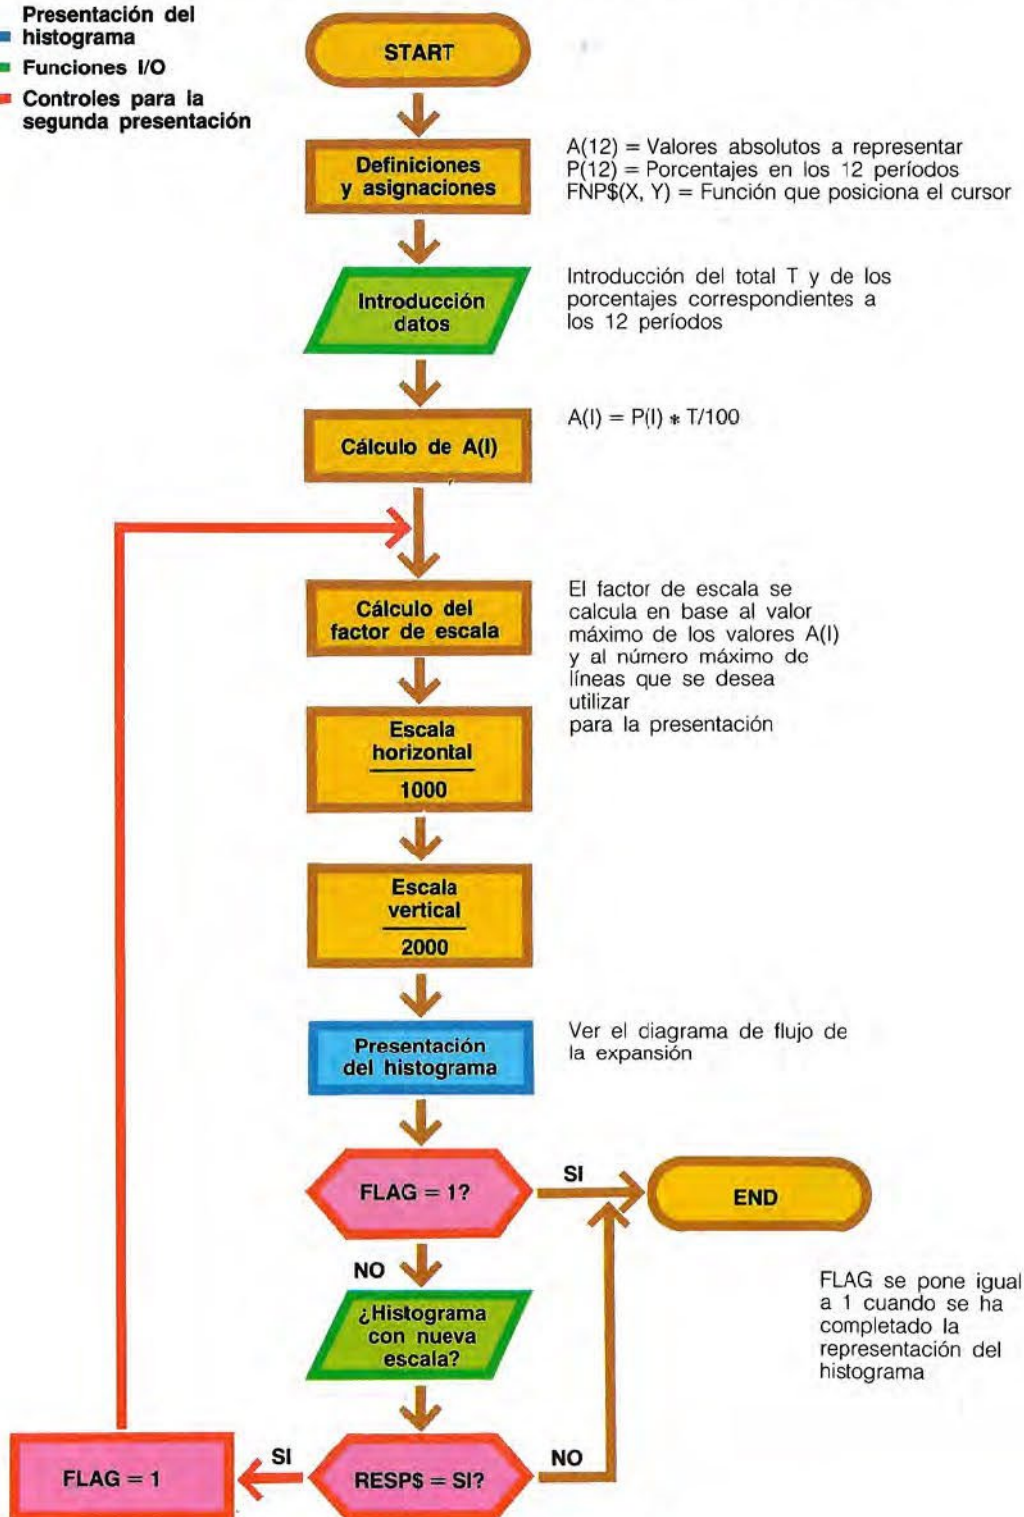 Presentación del
histograma
Funciones I/O
Controles para la
segunda presentación
START
Definiciones
y asignaciones
A(12) = Valores absolutos a representar
P(12) = Porcentajes en los 12 períodos
FNP$(X, Y) = Función que posiciona el cursor
Introducción
datos
Introducción del total T y de los
porcentajes correspondientes a
los 12 períodos
Cálculo de A(I)
A(I) = P(I) * T/100
Cálculo del
factor de escala
El factor de escala se
calcula en base al valor
máximo de los valores A(I)
y al número máximo de
líneas que se desea
utilizar
para la presentación
Escala
horizontal
1000
Escala
vertical
2000
Presentación
del histograma
Ver el diagrama de flujo de
la expansión
FLAG = 1?
SI
END
NO
¿Histograma
con nueva
escala?
FLAG se pone igual
a 1 cuando se ha
completado la
representación del
histograma
FLAG = 1
SI
RESP$ = SI?
NO